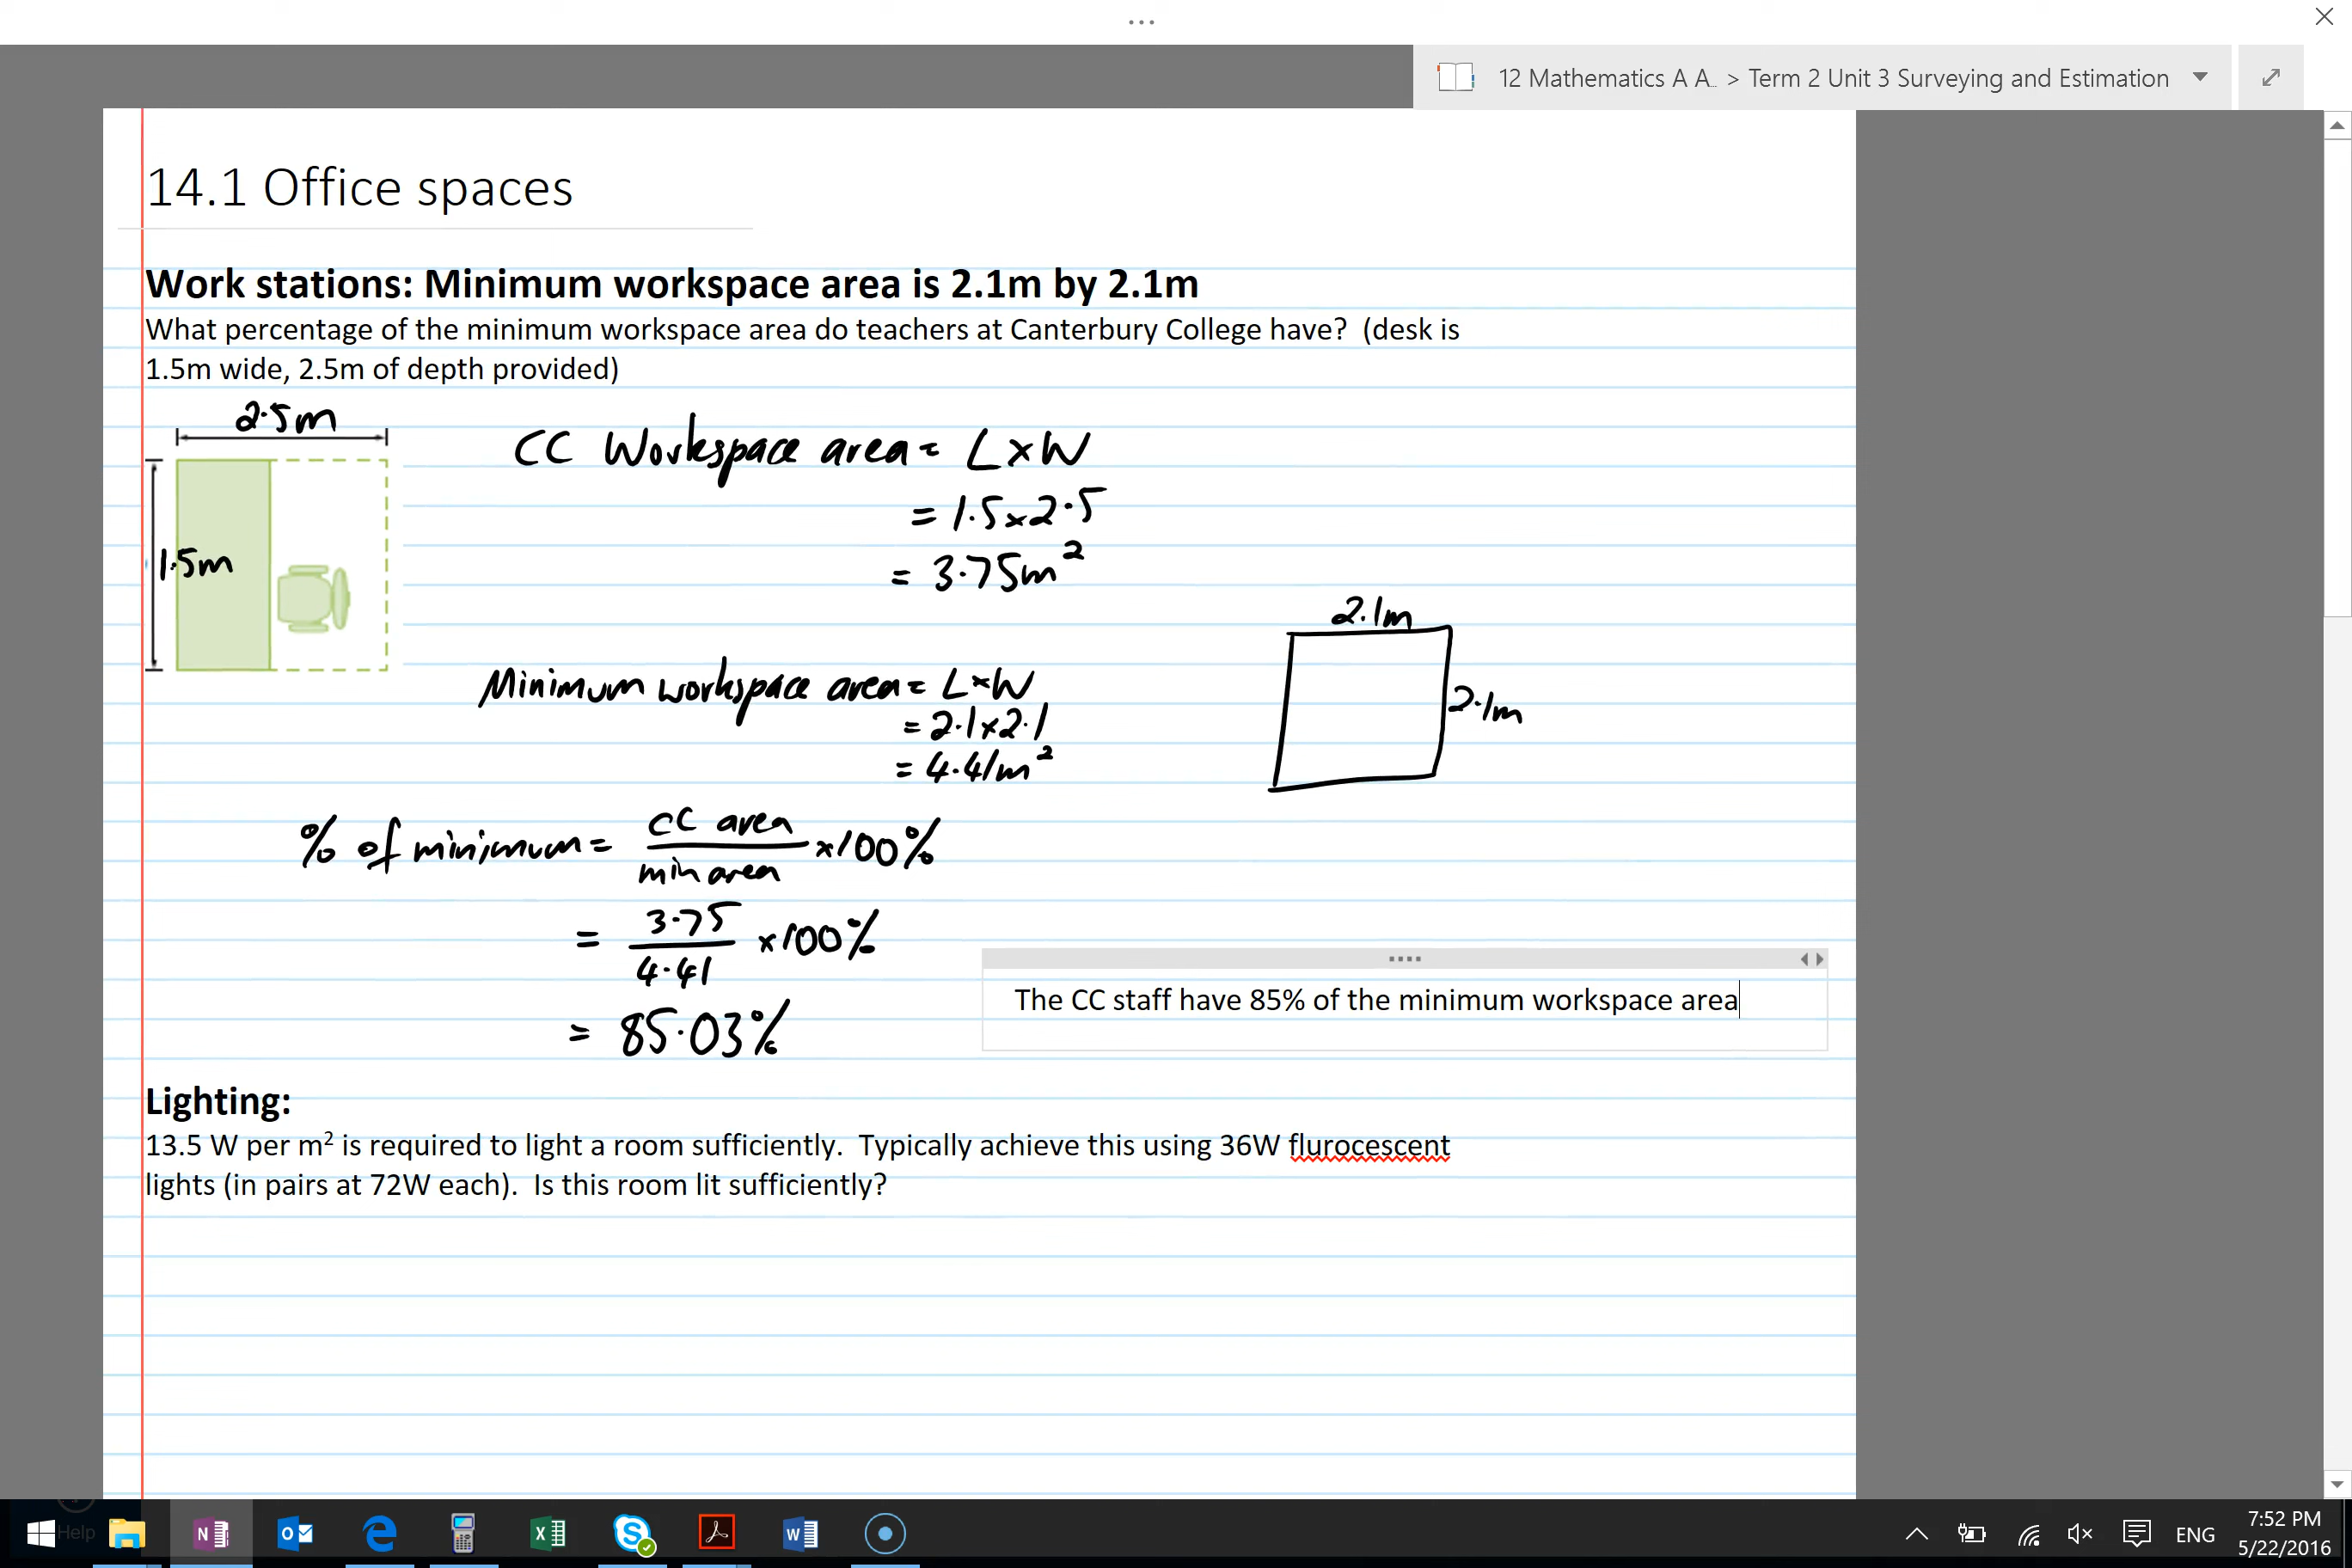 12 Mathematics A A... > Term 2 Unit 3 Surveying and Estimation
14.1 Office spaces
Work stations: Minimum workspace area is 2.1m by 2.1m
What percentage of the minimum workspace area do teachers at Canterbury College have?  (desk is
1.5m wide, 2.5m of depth provided)
2.5m
1.5m
CC Workspace area = L×W
= 1.5×2.5
= 3.75m²
2.1m
2.1m
Minimum workspace area = L×W
= 2.1×2.1
= 4.41m²
% of minimum = CC area / min area ×100%
= 3.75 / 4.41 ×100%
= 85.03%
The CC staff have 85% of the minimum workspace area
Lighting:
13.5 W per m² is required to light a room sufficiently.  Typically achieve this using 36W flurocescent
lights (in pairs at 72W each).  Is this room lit sufficiently?
Help
ENG
7:52 PM
5/22/2016